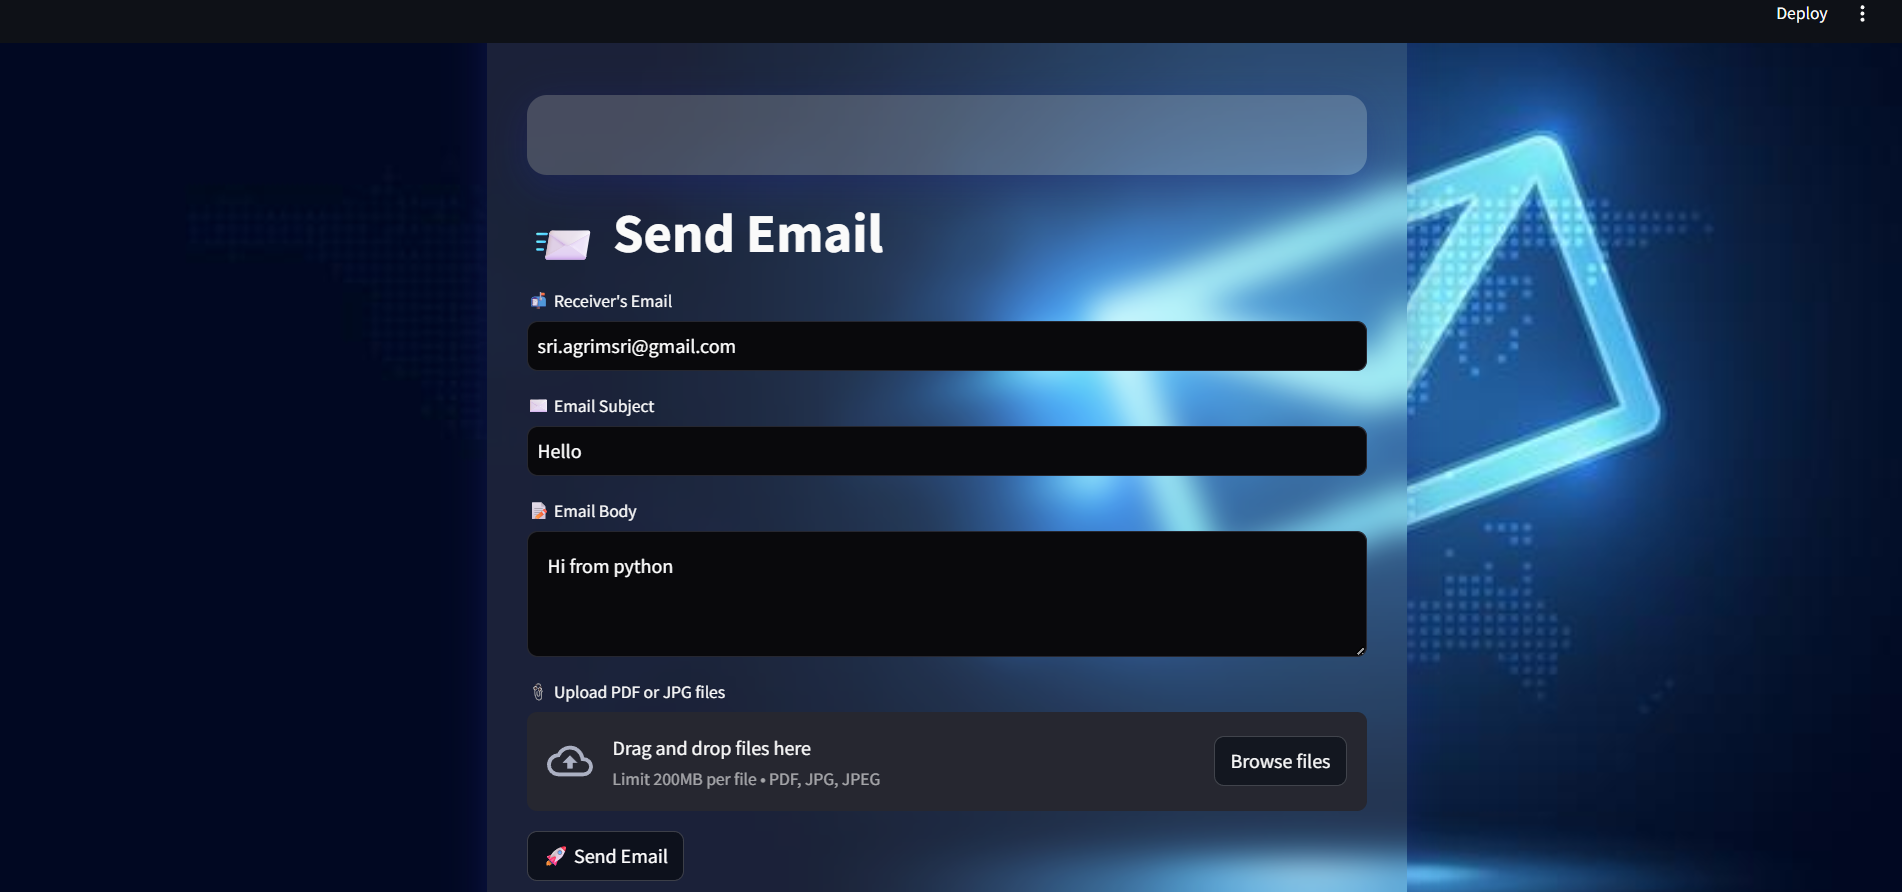 Deploy
Send Email
Receiver's Email
sri.agrimsri@gmail.com
Email Subject
Hello
Email Body
Hi from python
Upload PDF or JPG files
Drag and drop files here
Limit 200MB per file • PDF, JPG, JPEG
Browse files
Send Email